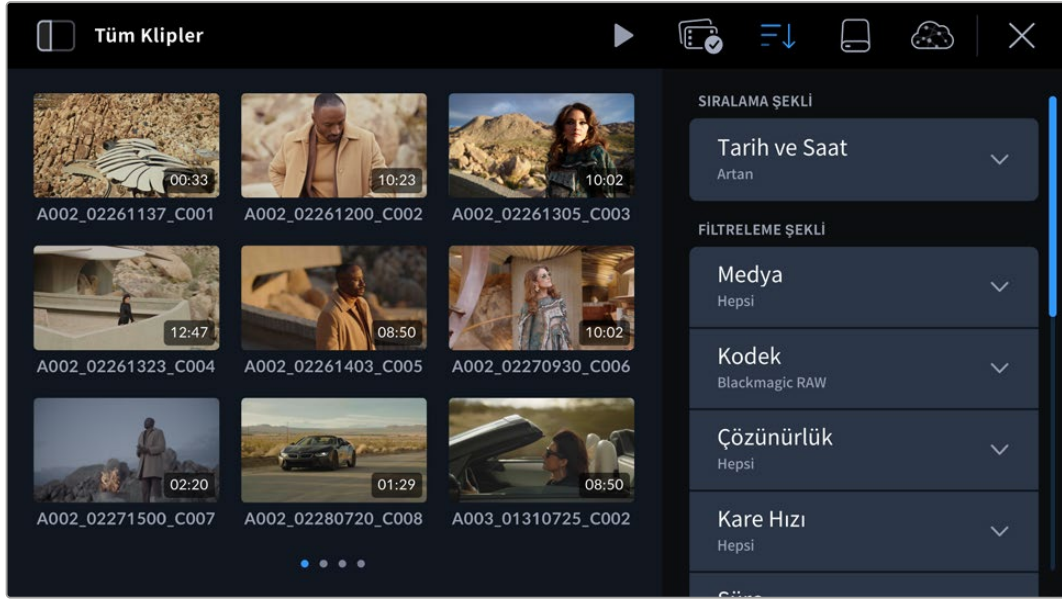 Tüm Klipler
00:33
10:23
10:02
A002_02261137_C001
A002_02261200_C002
A002_02261305_C003
12:47
08:50
10:02
A002_02261323_C004
A002_02261403_C005
A002_02270930_C006
02:20
01:29
08:50
A002_02271500_C007
A002_02280720_C008
A003_01310725_C002
SIRALAMA ŞEKLİ
Tarih ve Saat
Artan
FİLTRELEME ŞEKLİ
Medya
Hepsi
Kodek
Blackmagic RAW
Çözünürlük
Hepsi
Kare Hızı
Hepsi